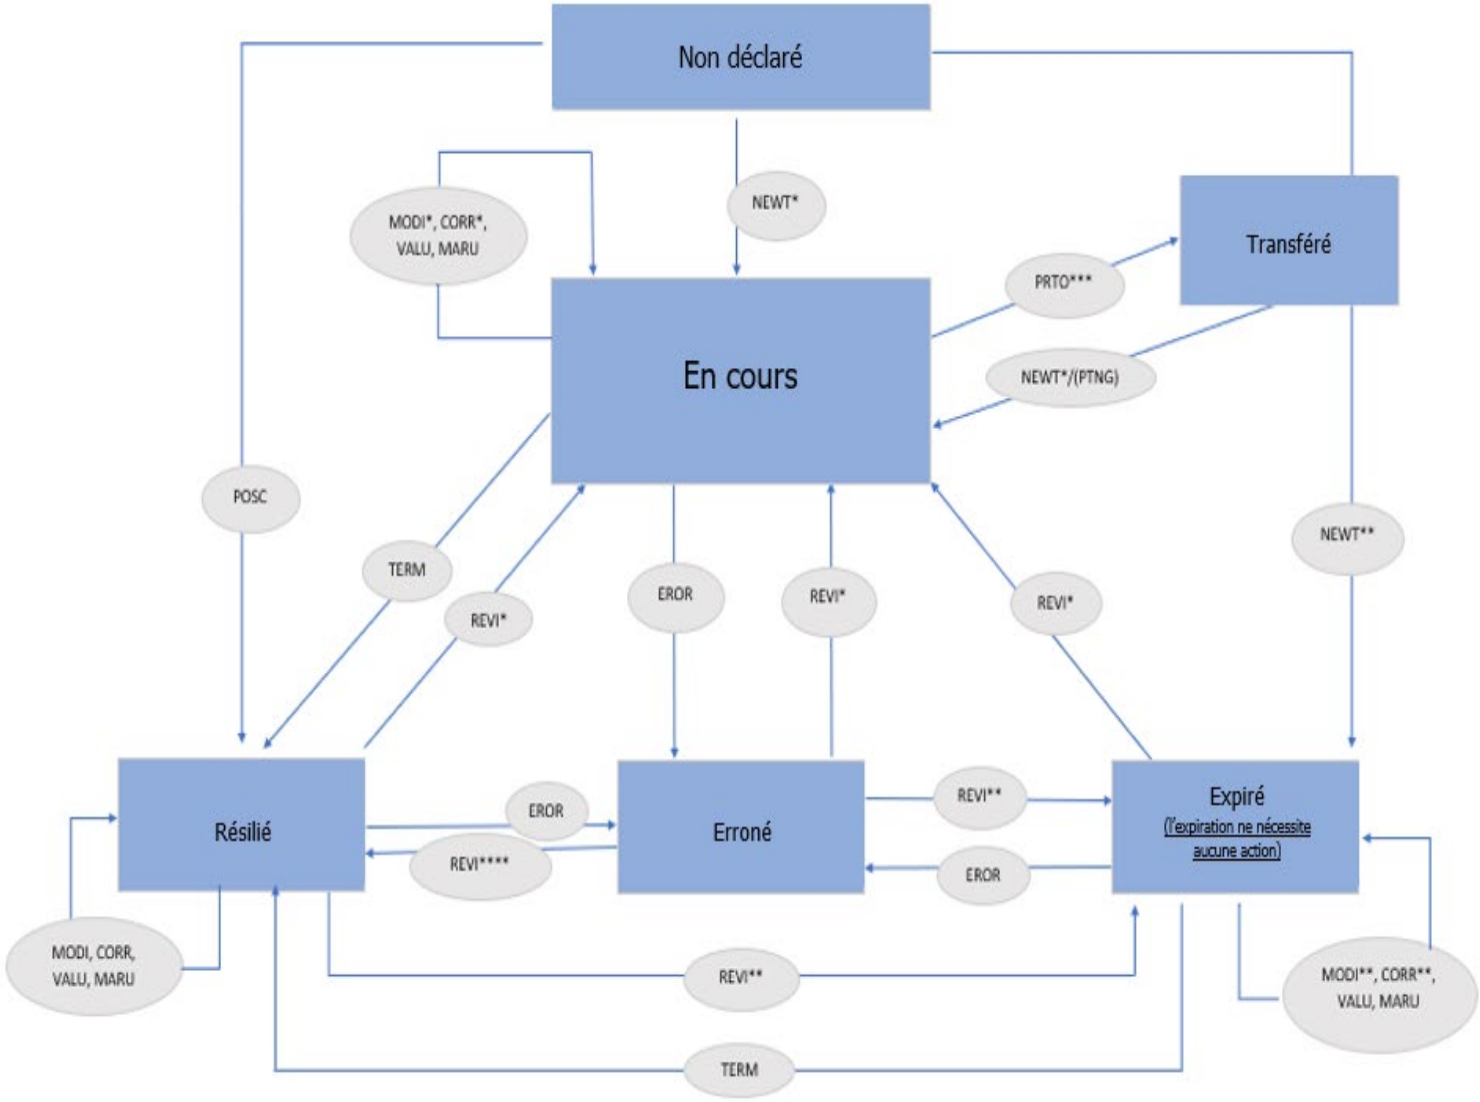 Non déclaré
NEWT*
MODI*, CORR*,
VALU, MARU
Transféré
PRTO***
En cours
NEWT*/(PTNG)
POSC
NEWT**
TERM
REVI*
EROR
REVI*
REVI*
Résilié
EROR
REVI****
Erroné
REVI**
EROR
Expiré
(l'expiration ne nécessite
aucune action)
MODI, CORR,
VALU, MARU
REVI**
MODI**, CORR**,
VALU, MARU
TERM